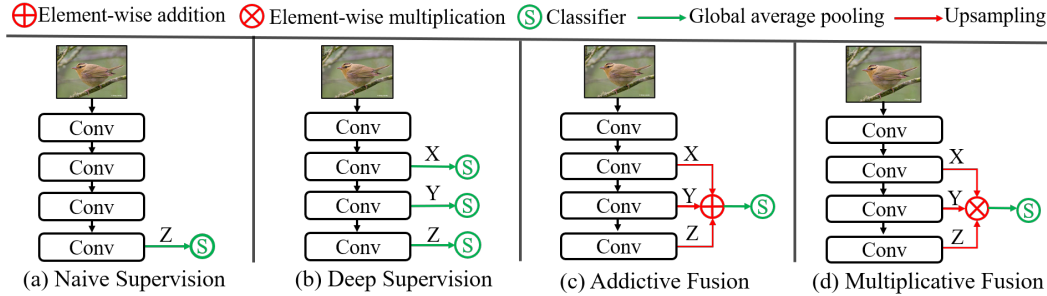 Element-wise addition Element-wise multiplication S Classifier Global average pooling Upsampling
Conv
Conv
Conv
Conv
Z
S
(a) Naive Supervision
Conv
Conv
Conv
Conv
X
S
Y
S
Z
S
(b) Deep Supervision
Conv
Conv
Conv
Conv
X
Y
Z
S
(c) Addictive Fusion
Conv
Conv
Conv
Conv
X
Y
Z
S
(d) Multiplicative Fusion